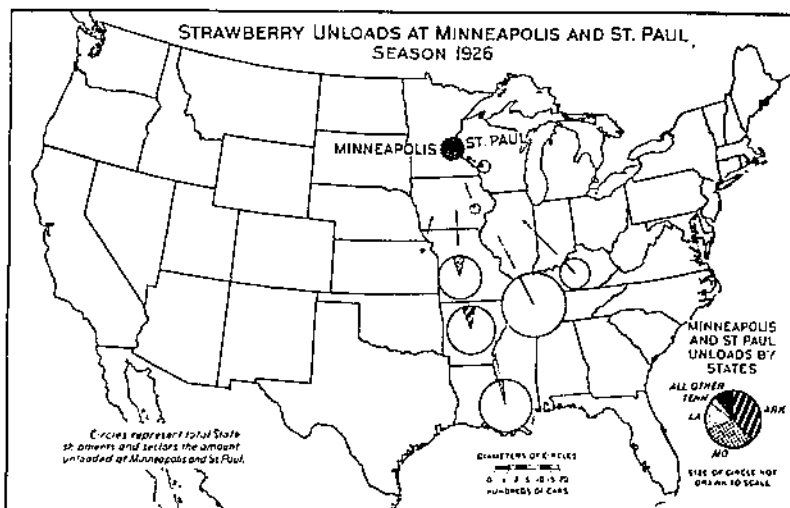 STRAWBERRY UNLOADS AT MINNEAPOLIS AND ST. PAUL,
SEASON 1926
MINNEAPOLIS
ST. PAUL
MINNEAPOLIS
AND ST PAUL
UNLOADS BY
STATES
ALL OTHER
TENN
LA
ARK
MO
SIZE OF CIRCLE NOT
DRAWN TO SCALE
Circles represent total State
shipments and sectors the amount
unloaded at Minneapolis and St. Paul.
DIAMETERS OF CIRCLES
HUNDREDS OF CARS